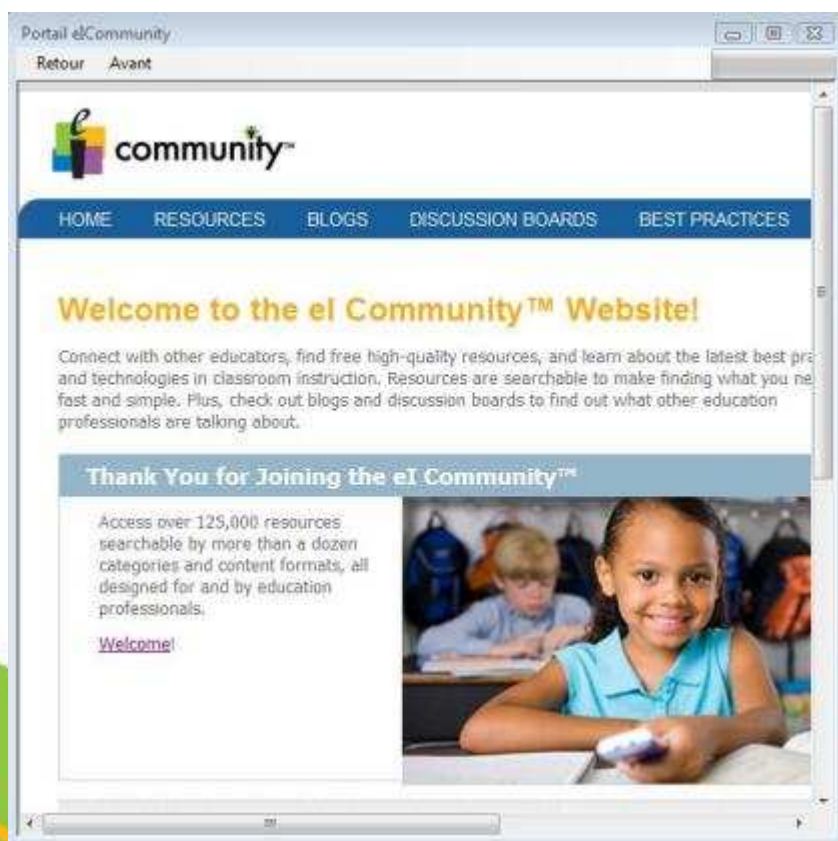 Portail eICommunity
Retour Avant
eI community™
HOME RESOURCES BLOGS DISCUSSION BOARDS BEST PRACTICES
Welcome to the eI Community™ Website!
Connect with other educators, find free high-quality resources, and learn about the latest best pra
and technologies in classroom instruction. Resources are searchable to make finding what you ne
fast and simple. Plus, check out blogs and discussion boards to find out what other education
professionals are talking about.
Thank You for Joining the eI Community™
Access over 125,000 resources
searchable by more than a dozen
categories and content formats, all
designed for and by education
professionals.
Welcome!